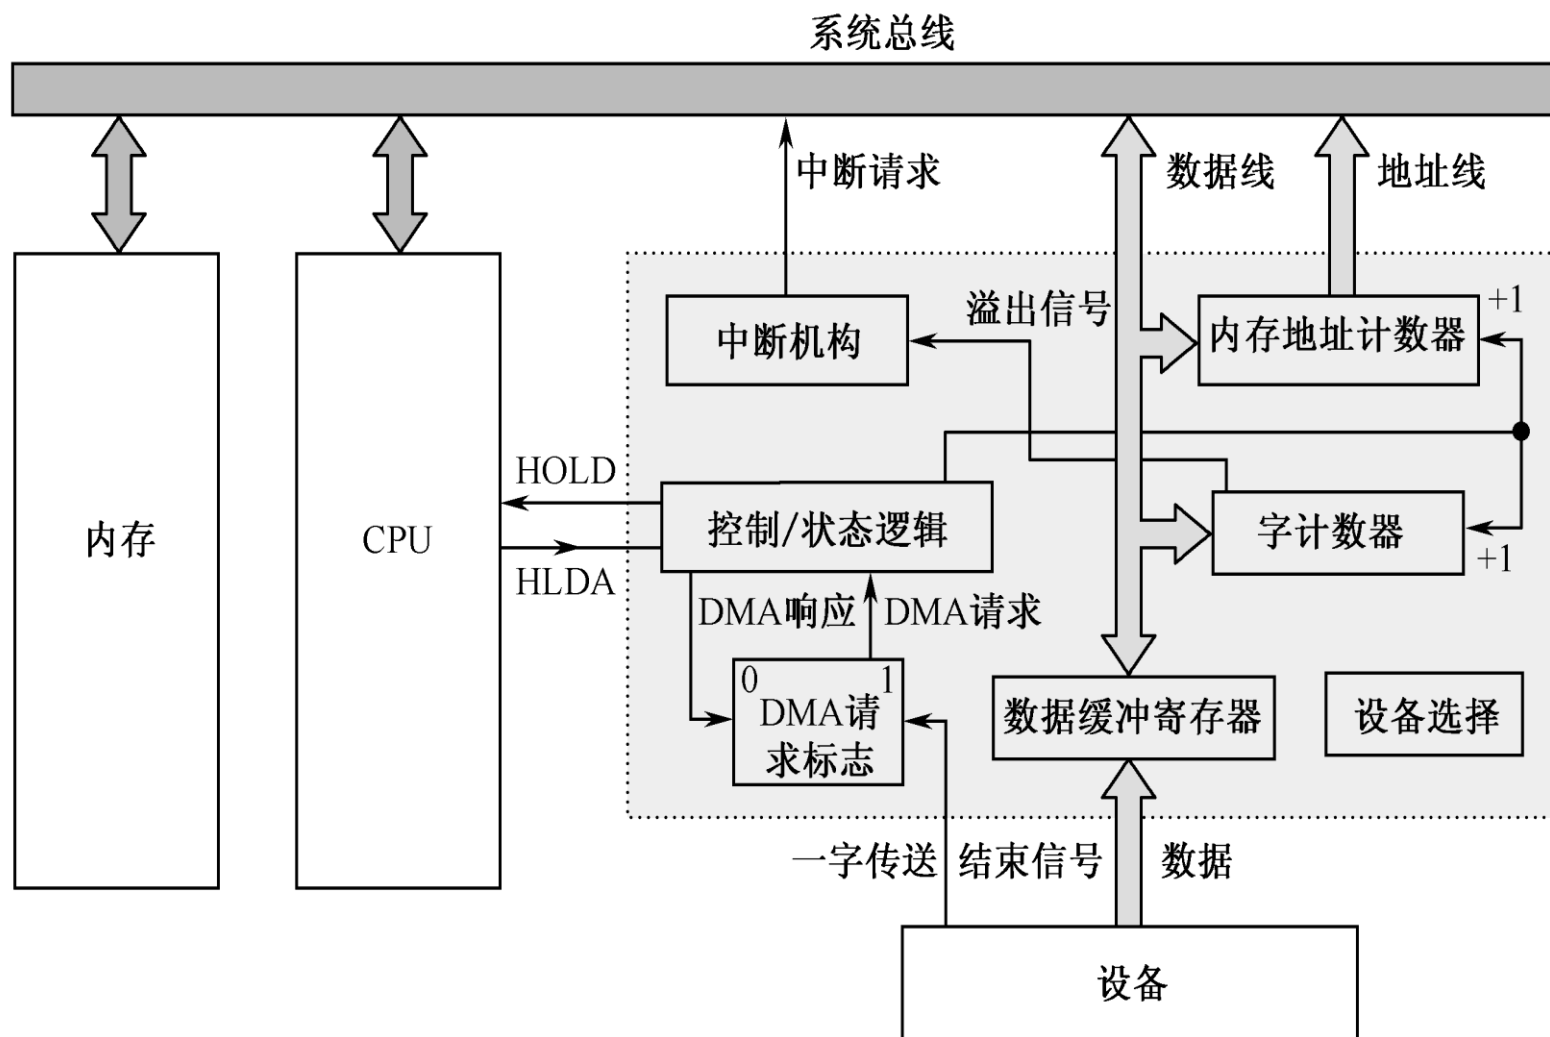 系统总线
中断请求
数据线
地址线
溢出信号
+1
中断机构
内存地址计数器
HOLD
内存
CPU
控制/状态逻辑
字计数器
+1
HLDA
DMA响应
DMA请求
0
1
DMA请
求标志
数据缓冲寄存器
设备选择
一字传送
结束信号
数据
设备